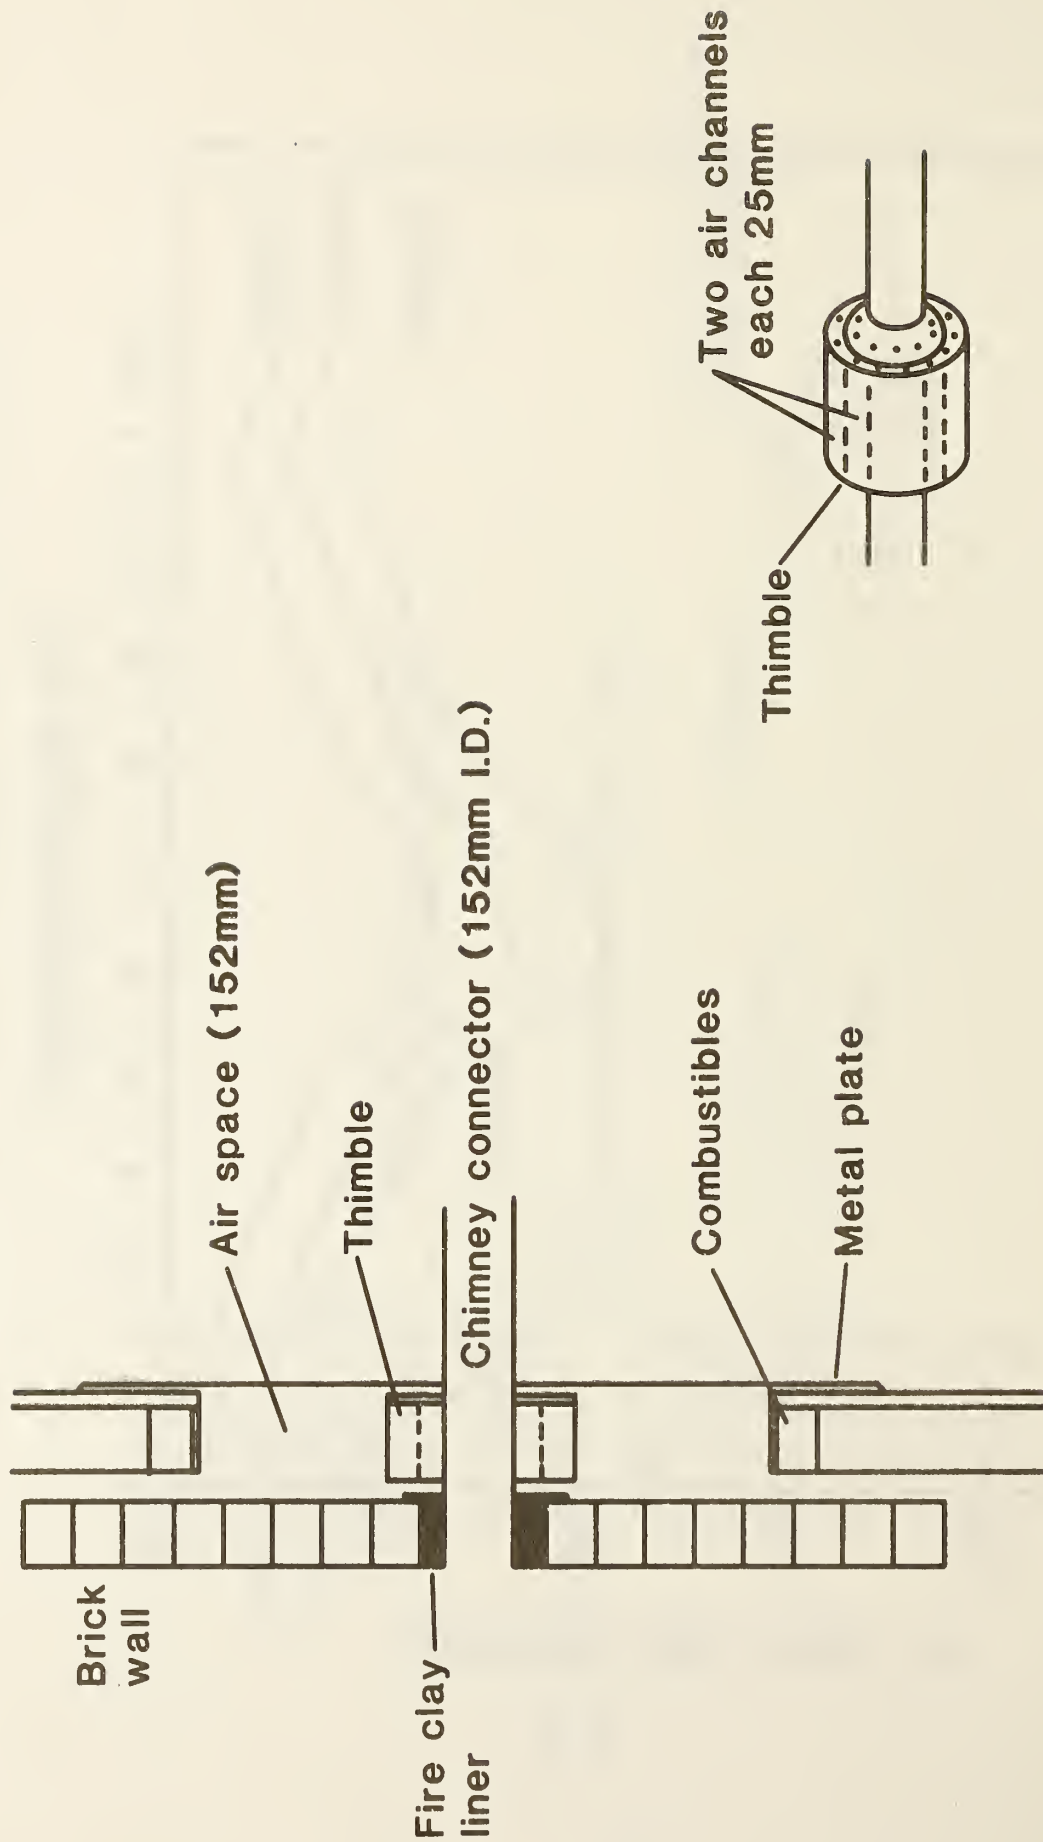 Brick
wall
Fire clay
liner
Air space (152mm)
Thimble
Chimney connector (152mm I.D.)
Combustibles
Metal plate
Thimble
Two air channels
each 25mm